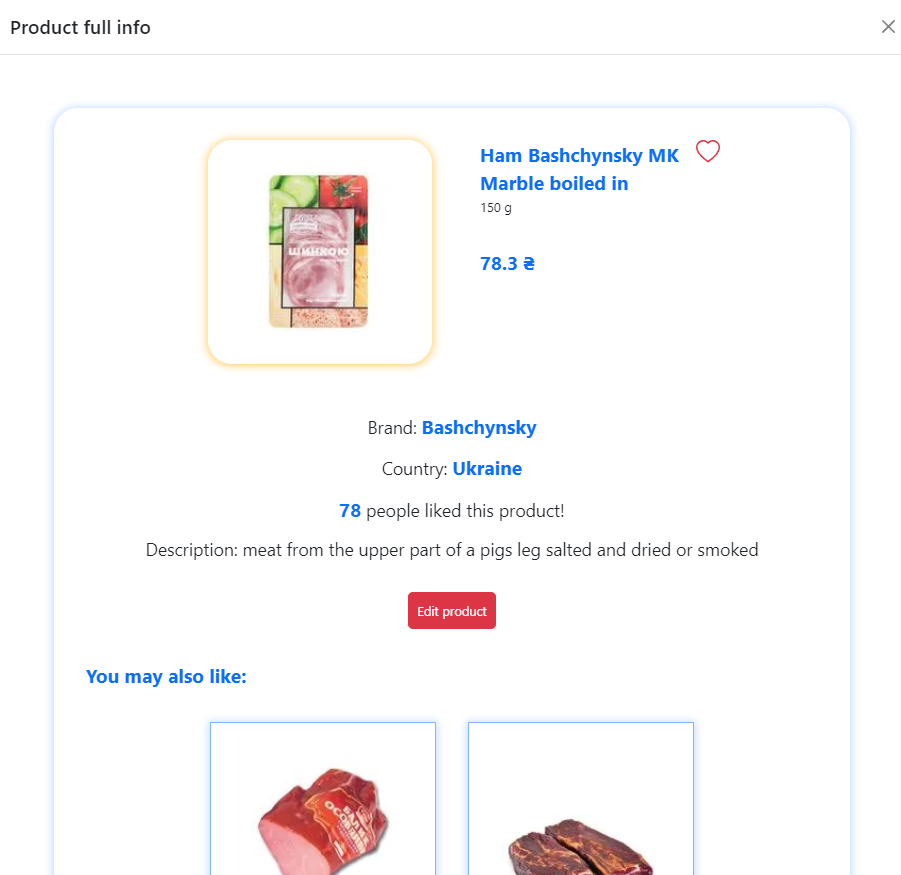 Product full info
Ham Bashchynsky MK
Marble boiled in
150 g
78.3 ₴
ШИНКОЮ
Brand: Bashchynsky
Country: Ukraine
78 people liked this product!
Description: meat from the upper part of a pigs leg salted and dried or smoked
Edit product
You may also like: